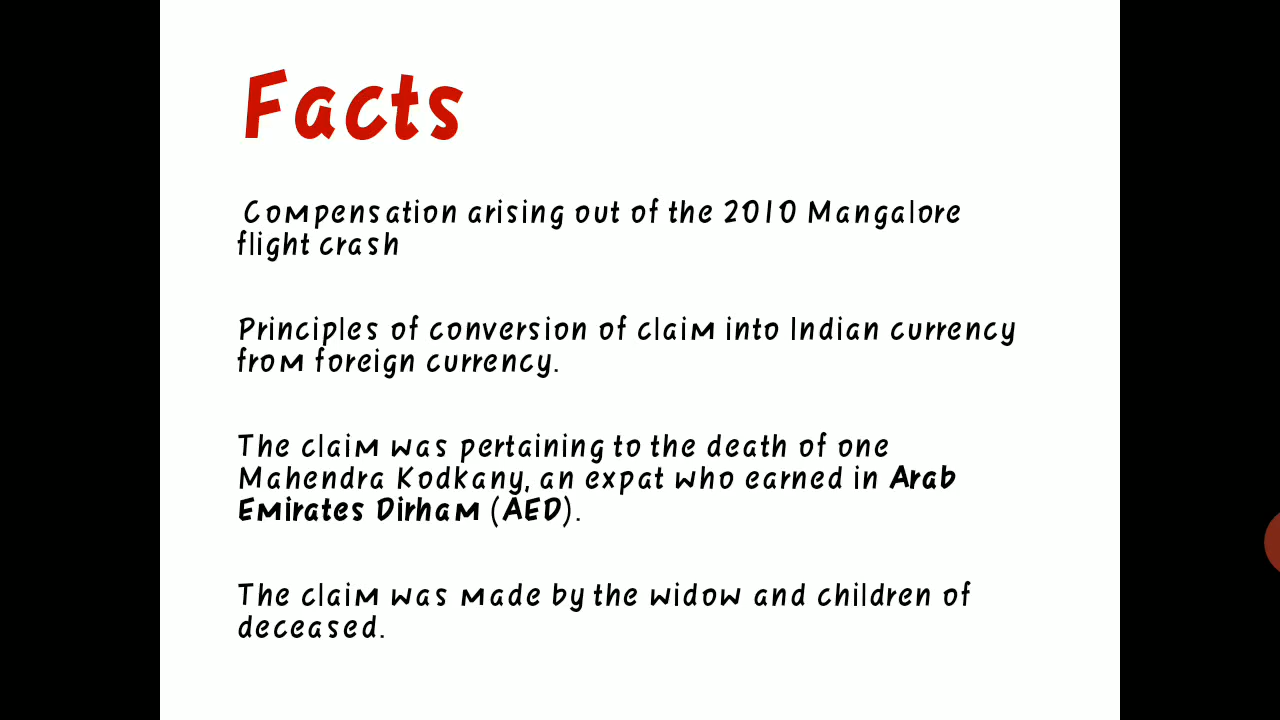 Facts
Compensation arising out of the 2010 Mangalore
flight crash
Principles of conversion of claim into Indian currency
from foreign currency.
The claim was pertaining to the death of one
Mahendra Kodkany, an expat who earned in Arab
Emirates Dirham (AED).
The claim was made by the widow and children of
deceased.